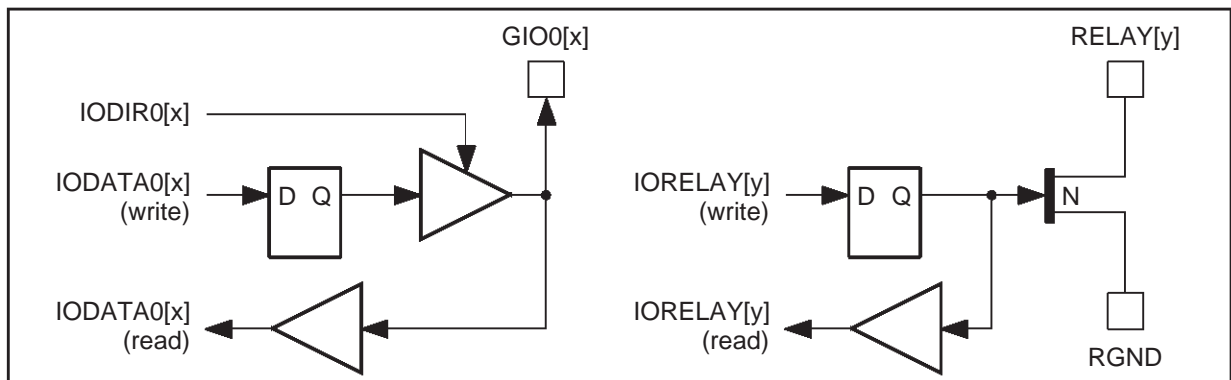 GIO0[x]
RELAY[y]
IODIR0[x]
IODATA0[x]
(write)
D Q
IORELAY[y]
(write)
D Q
N
IODATA0[x]
(read)
IORELAY[y]
(read)
RGND